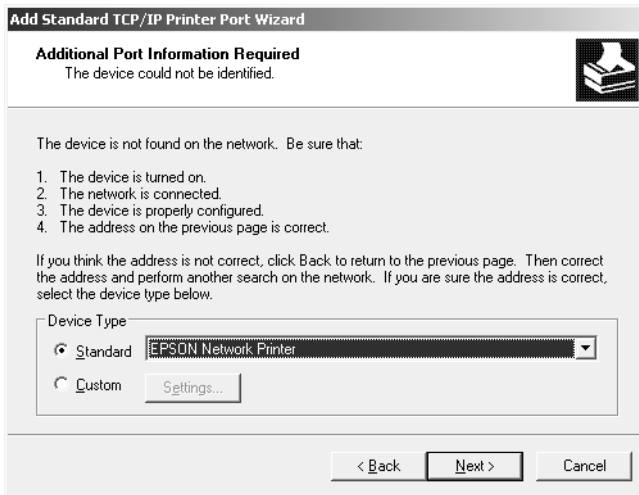 Add Standard TCP/IP Printer Port Wizard
Additional Port Information Required
The device could not be identified.
The device is not found on the network.  Be sure that:
1.  The device is turned on.
2.  The network is connected.
3.  The device is properly configured.
4.  The address on the previous page is correct.
If you think the address is not correct, click Back to return to the previous page.  Then correct
the address and perform another search on the network.  If you are sure the address is correct,
select the device type below.
Device Type
Standard EPSON Network Printer
Custom Settings...
< Back Next > Cancel